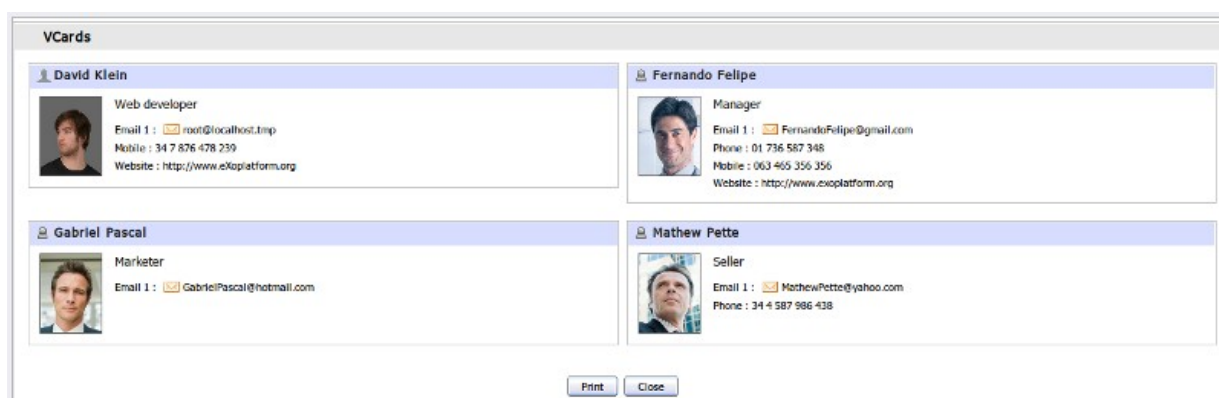 VCards
David Klein
Web developer
Email 1 : root@localhost.tmp
Mobile : 34 7 876 478 239
Website : http://www.eXoplatform.org
Fernando Felipe
Manager
Email 1 : FernandoFelipe@gmail.com
Phone : 01 736 587 348
Mobile : 063 465 356 356
Website : http://www.exoplatform.org
Gabriel Pascal
Marketer
Email 1 : GabrielPascal@hotmail.com
Mathew Pette
Seller
Email 1 : MathewPette@yahoo.com
Phone : 34 4 587 986 438
Print Close